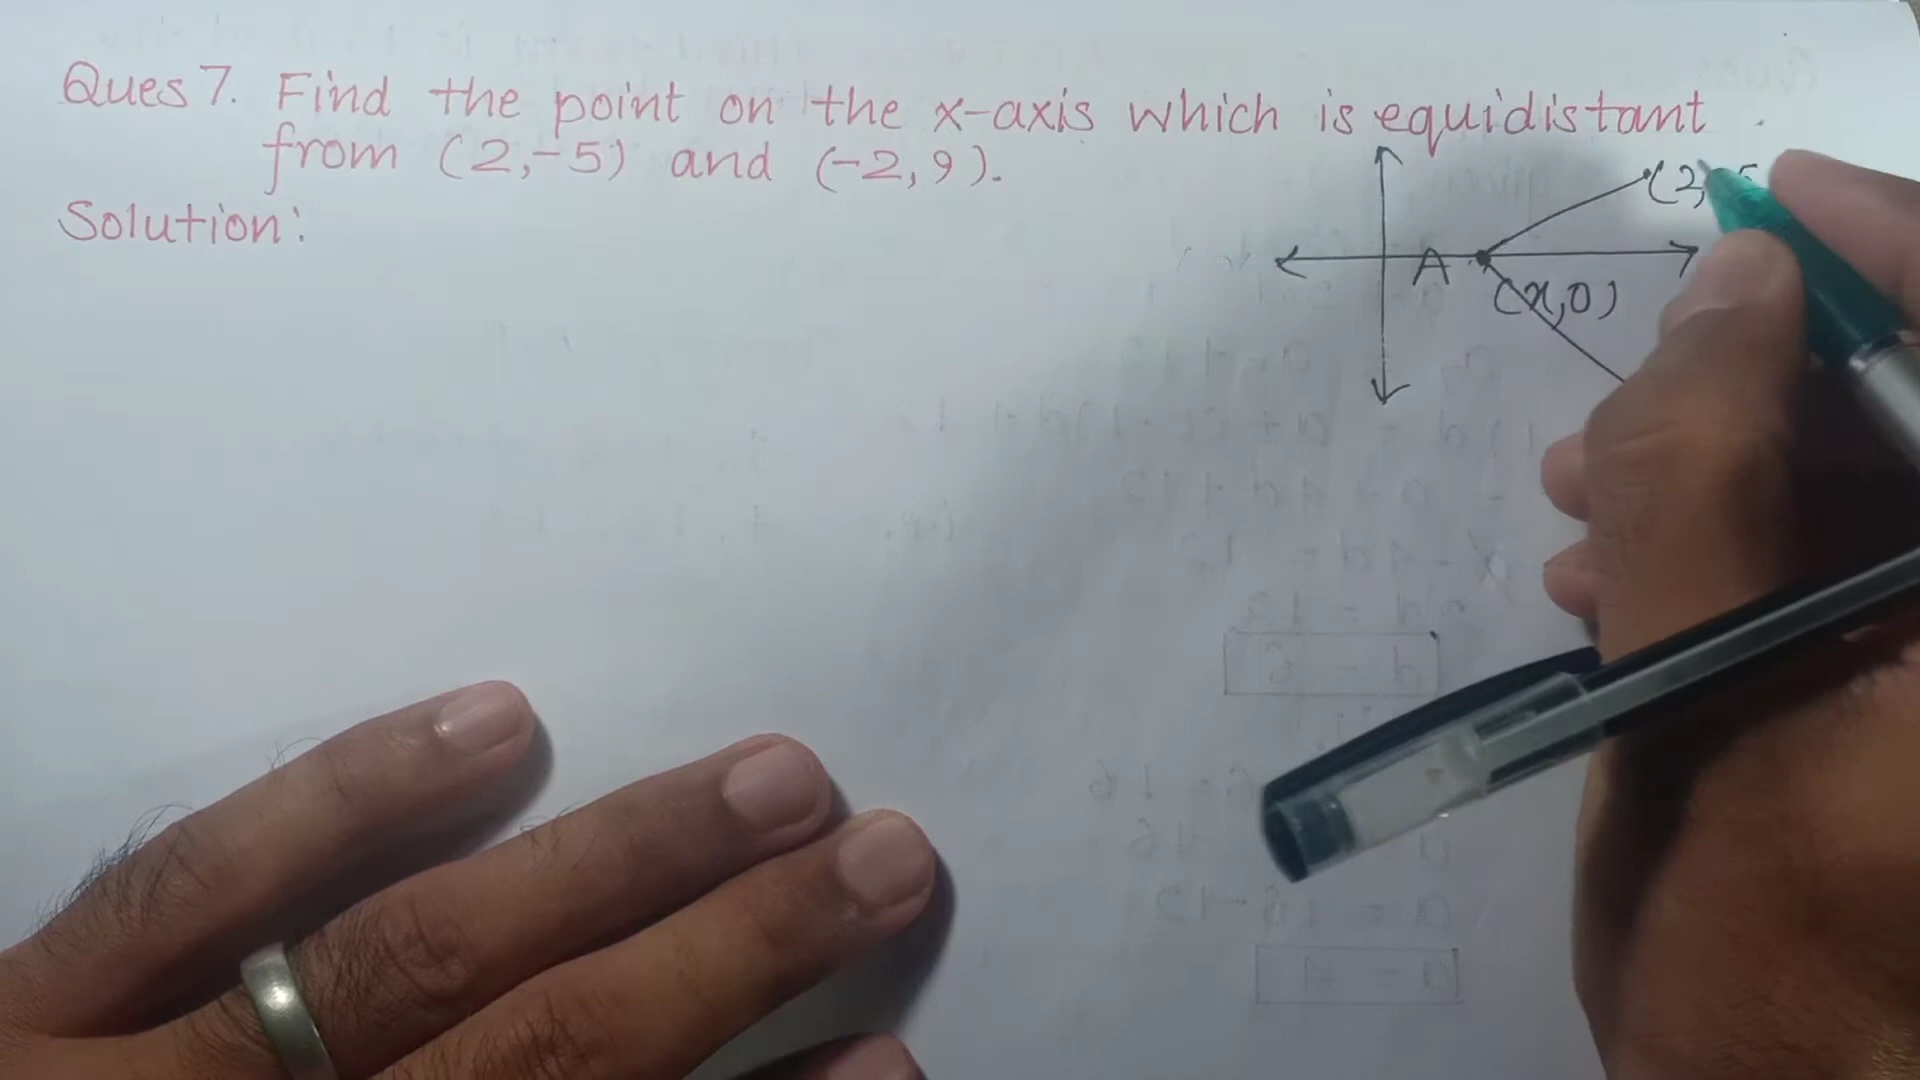 Ques 7. Find the point on the x-axis which is equidistant
from (2,-5) and (-2,9).
Solution:
(2,
A
(x,0)